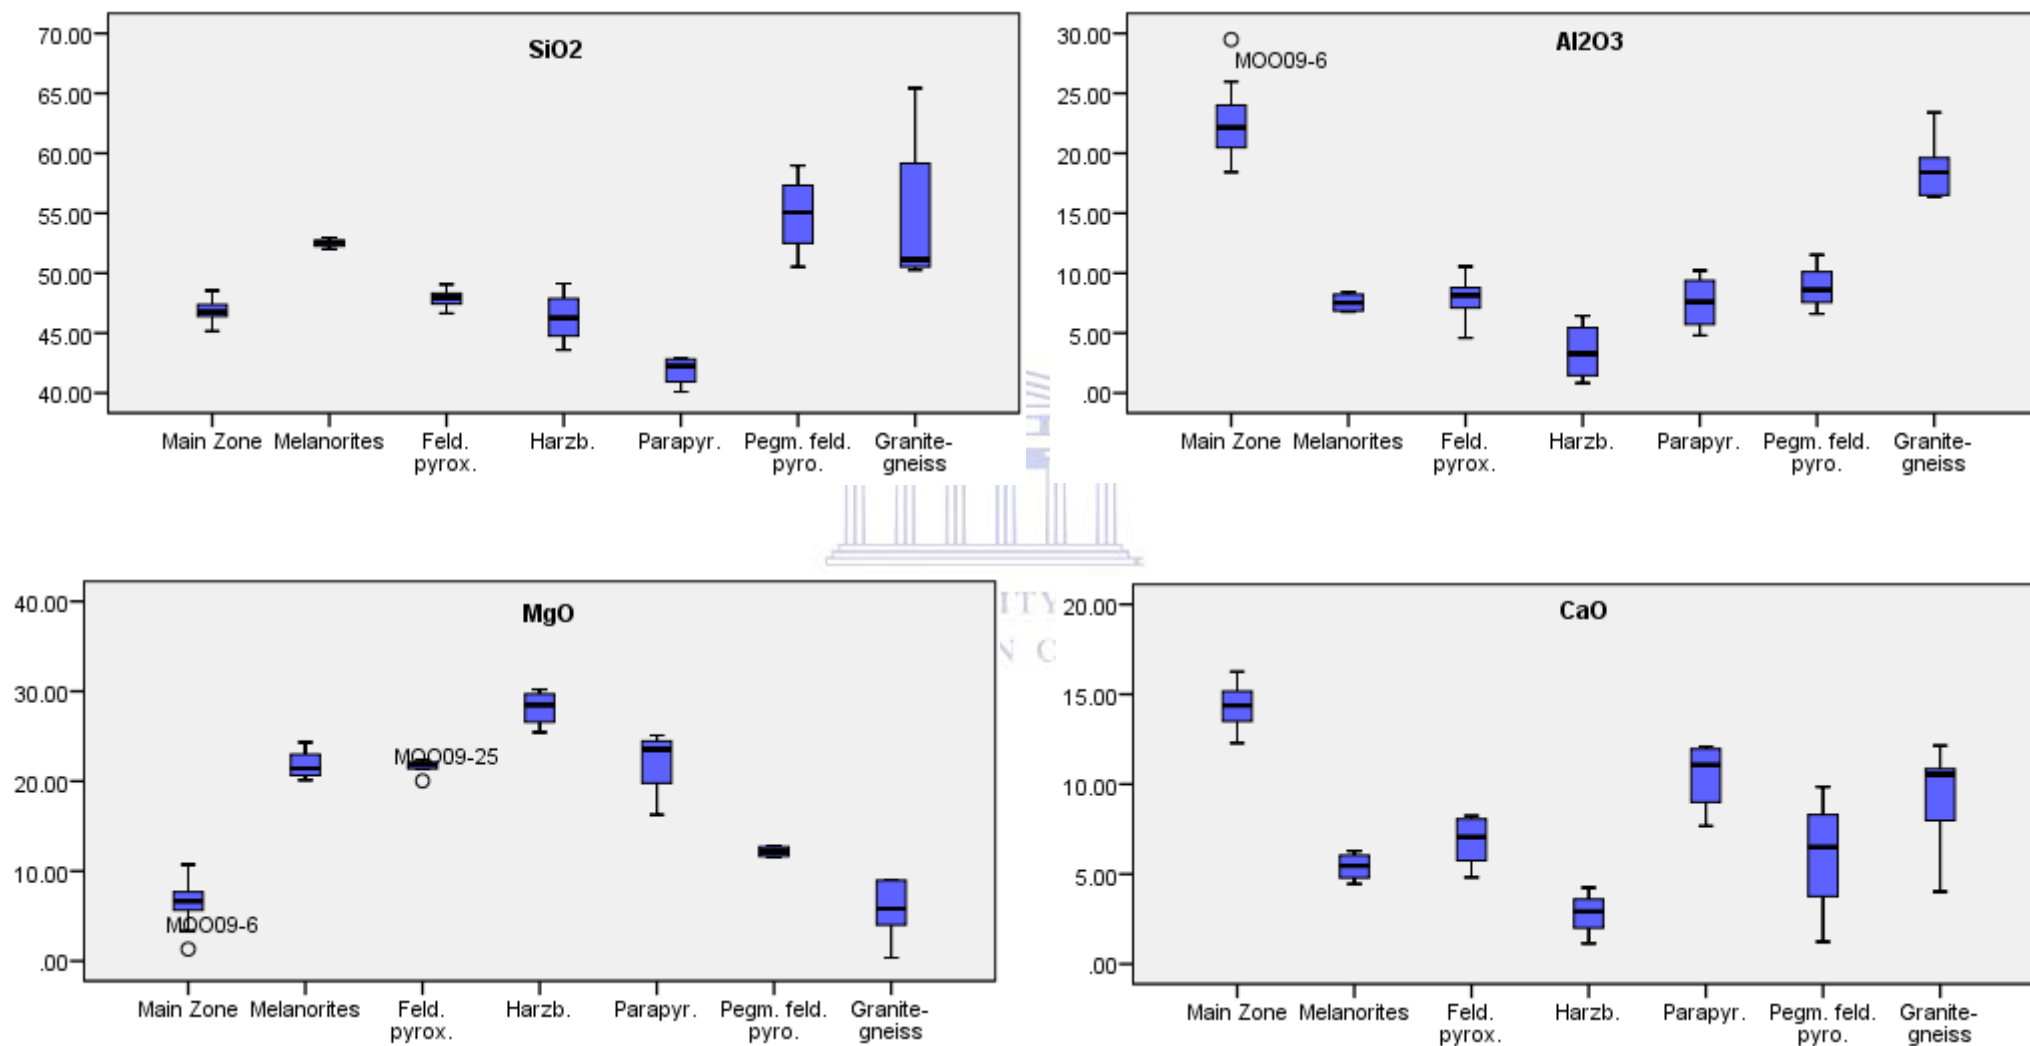 SiO2
70.00
65.00
60.00
55.00
50.00
45.00
40.00
Main Zone Melanorites Feld. pyrox. Harzb. Parapyr. Pegm. feld. pyro. Granite-gneiss
Al2O3
30.00
25.00
20.00
15.00
10.00
5.00
.00
MOO09-6
Main Zone Melanorites Feld. pyrox. Harzb. Parapyr. Pegm. feld. pyro. Granite-gneiss
MgO
40.00
30.00
20.00
10.00
.00
MOO09-25
MOO09-6
Main Zone Melanorites Feld. pyrox. Harzb. Parapyr. Pegm. feld. pyro. Granite-gneiss
ITY
N C
CaO
20.00
15.00
10.00
5.00
.00
Main Zone Melanorites Feld. pyrox. Harzb. Parapyr. Pegm. feld. pyro. Granite-gneiss